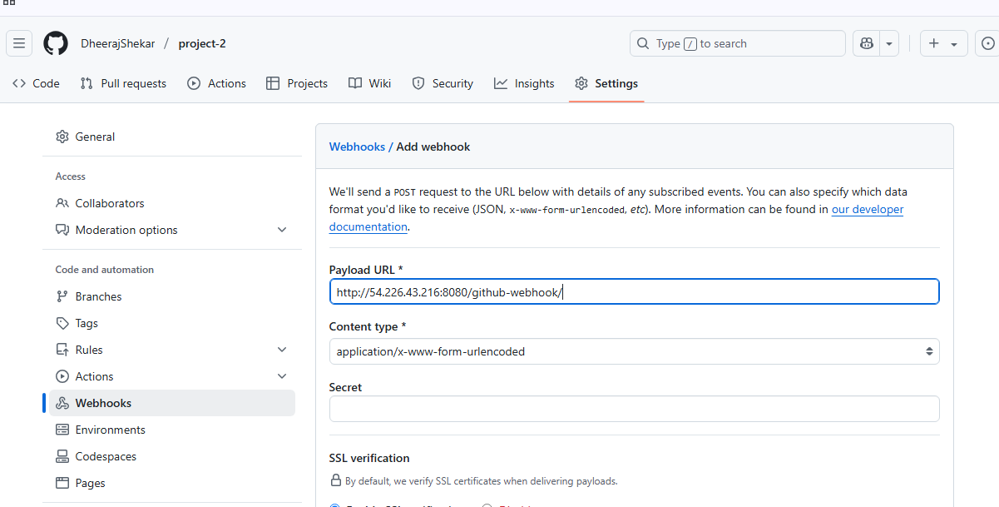 DheerajShekar / project-2
Type / to search
Code Pull requests Actions Projects Wiki Security Insights Settings
General
Access
Collaborators
Moderation options
Code and automation
Branches
Tags
Rules
Actions
Webhooks
Environments
Codespaces
Pages
Webhooks / Add webhook
We'll send a POST request to the URL below with details of any subscribed events. You can also specify which data
format you'd like to receive (JSON, x-www-form-urlencoded, etc). More information can be found in our developer
documentation.
Payload URL *
http://54.226.43.216:8080/github-webhook/
Content type *
application/x-www-form-urlencoded
Secret
SSL verification
By default, we verify SSL certificates when delivering payloads.